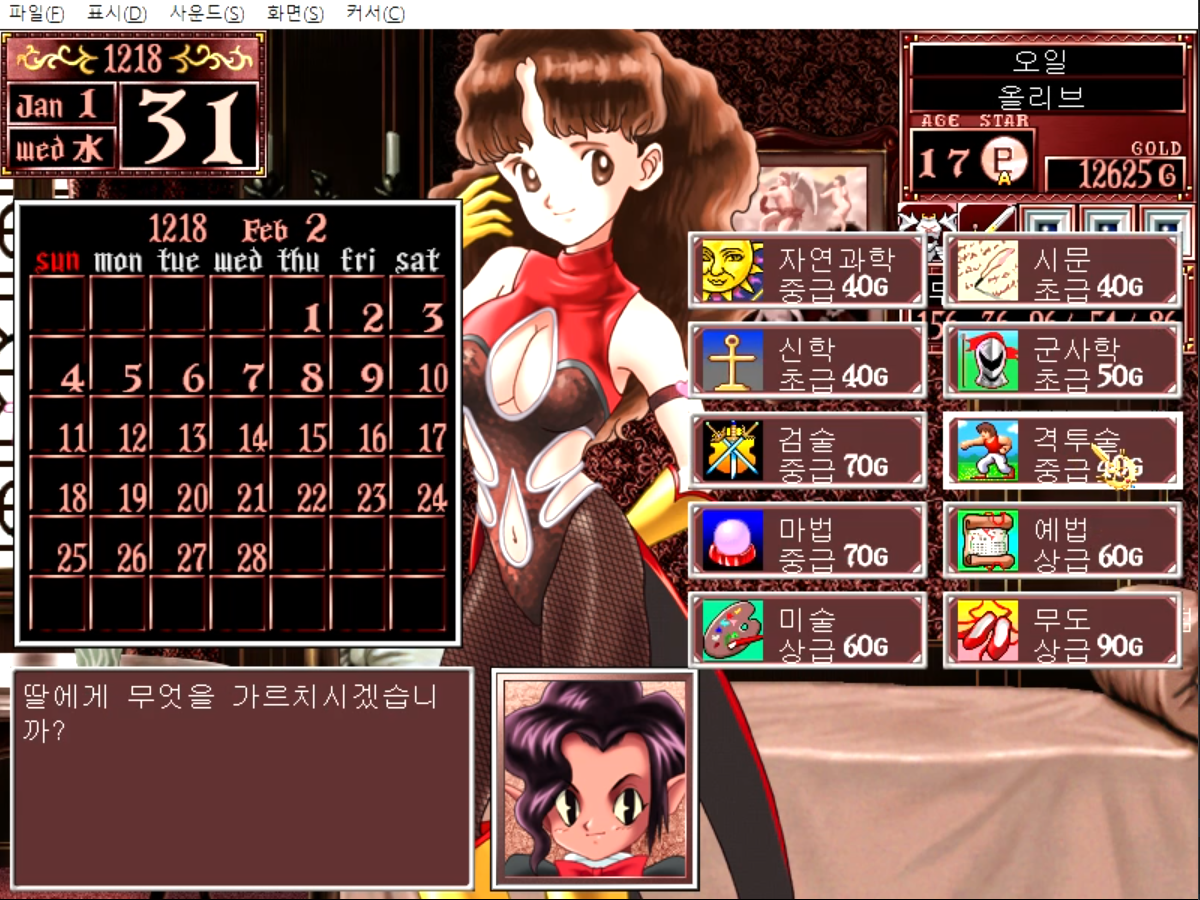 파일(F) 표시(D) 사운드(S) 화면(S) 커서(C)
1218
Jan 1
31
wed 水
오일
올리브
AGE STAR
17 P A
GOLD
12625 G
1218 Feb 2
sun mon tue wed thu fri sat
1 2 3
4 5 6 7 8 9 10
11 12 13 14 15 16 17
18 19 20 21 22 23 24
25 26 27 28
자연과학
중급 40G
시문
초급 40G
신학
초급 40G
군사학
초급 50G
검술
중급 70G
격투술
중급
마법
중급 70G
예법
상급 60G
미술
상급 60G
무도
상급 90G
딸에게 무엇을 가르치시겠습니
까?